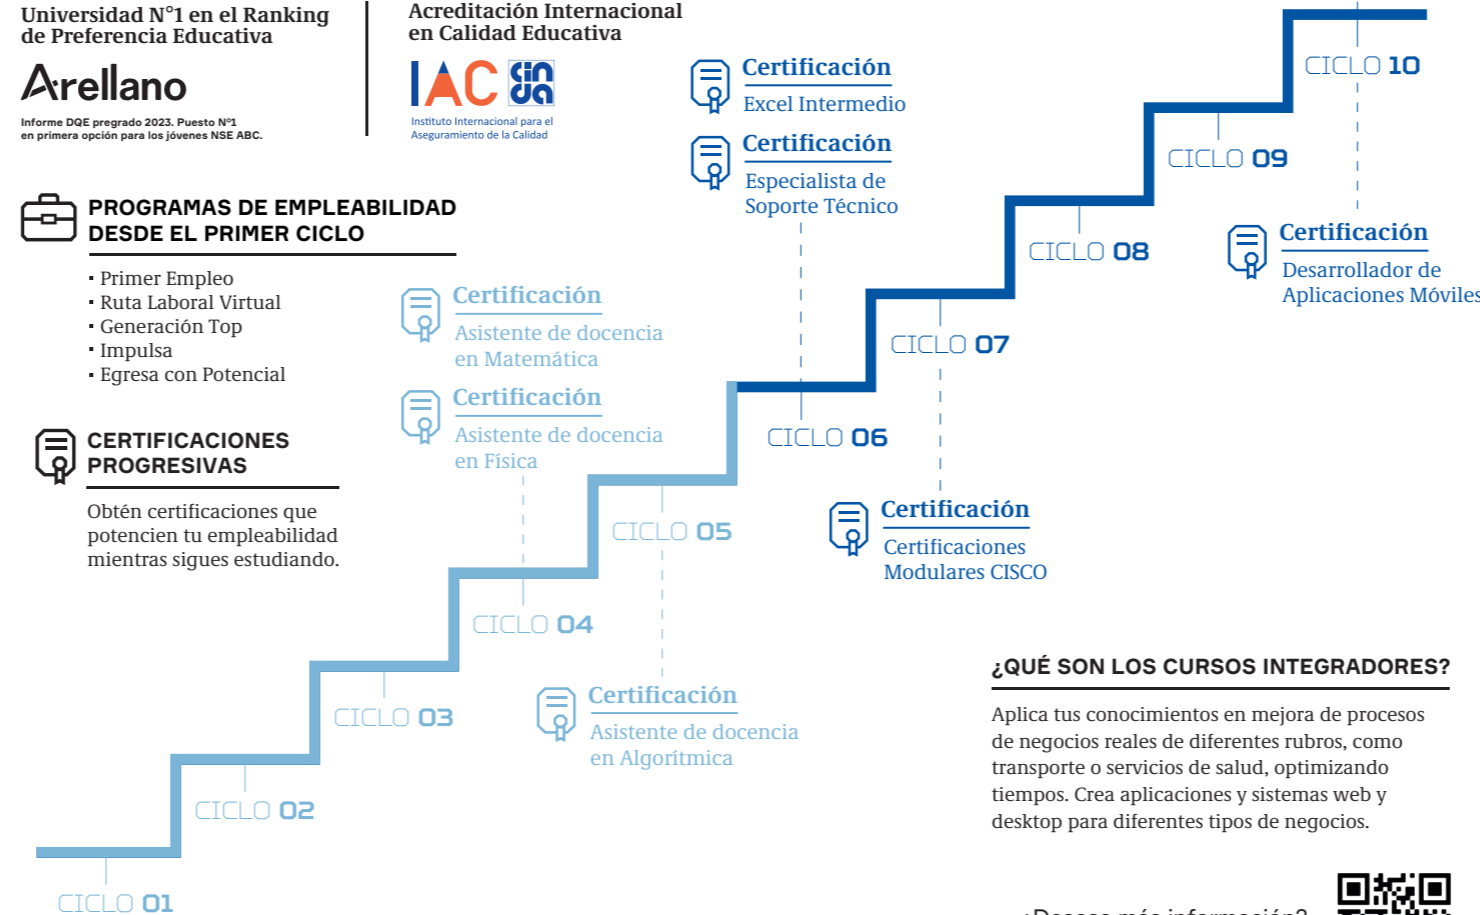 Universidad N°1 en el Ranking
de Preferencia Educativa
Arellano
Informe DQE pregrado 2023. Puesto N°1
en primera opción para los jóvenes NSE ABC.
Acreditación Internacional
en Calidad Educativa
IAC cinda
Instituto Internacional para el
Aseguramiento de la Calidad
PROGRAMAS DE EMPLEABILIDAD
DESDE EL PRIMER CICLO
▪ Primer Empleo
▪ Ruta Laboral Virtual
▪ Generación Top
▪ Impulsa
▪ Egresa con Potencial
CERTIFICACIONES
PROGRESIVAS
Obtén certificaciones que
potencien tu empleabilidad
mientras sigues estudiando.
CICLO 01
CICLO 02
CICLO 03
CICLO 04
Certificación
Asistente de docencia
en Matemática
Certificación
Asistente de docencia
en Física
CICLO 05
Certificación
Asistente de docencia
en Algorítmica
CICLO 06
Certificación
Excel Intermedio
Certificación
Especialista de
Soporte Técnico
CICLO 07
Certificación
Certificaciones
Modulares CISCO
CICLO 08
CICLO 09
CICLO 10
Certificación
Desarrollador de
Aplicaciones Móviles
¿QUÉ SON LOS CURSOS INTEGRADORES?
Aplica tus conocimientos en mejora de procesos
de negocios reales de diferentes rubros, como
transporte o servicios de salud, optimizando
tiempos. Crea aplicaciones y sistemas web y
desktop para diferentes tipos de negocios.
¿Deseas más información?